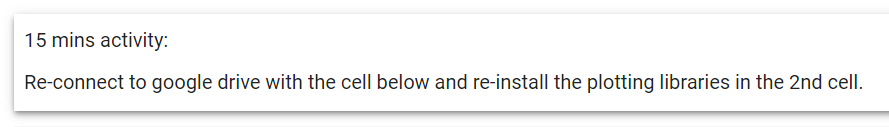 15 mins activity:
Re-connect to google drive with the cell below and re-install the plotting libraries in the 2nd cell.